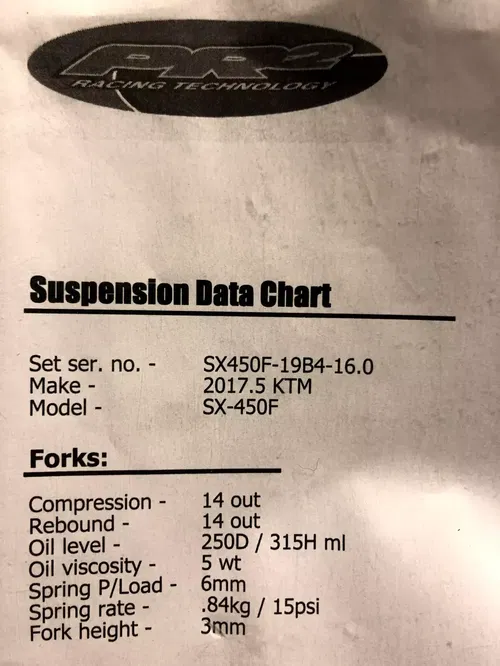 PR2
RACING TECHNOLOGY
Suspension Data Chart
Set ser. no. - SX450F-19B4-16.0
Make - 2017.5 KTM
Model - SX-450F
Forks:
Compression - 14 out
Rebound - 14 out
Oil level - 250D / 315H ml
Oil viscosity - 5 wt
Spring P/Load - 6mm
Spring rate - .84kg / 15psi
Fork height - 3mm